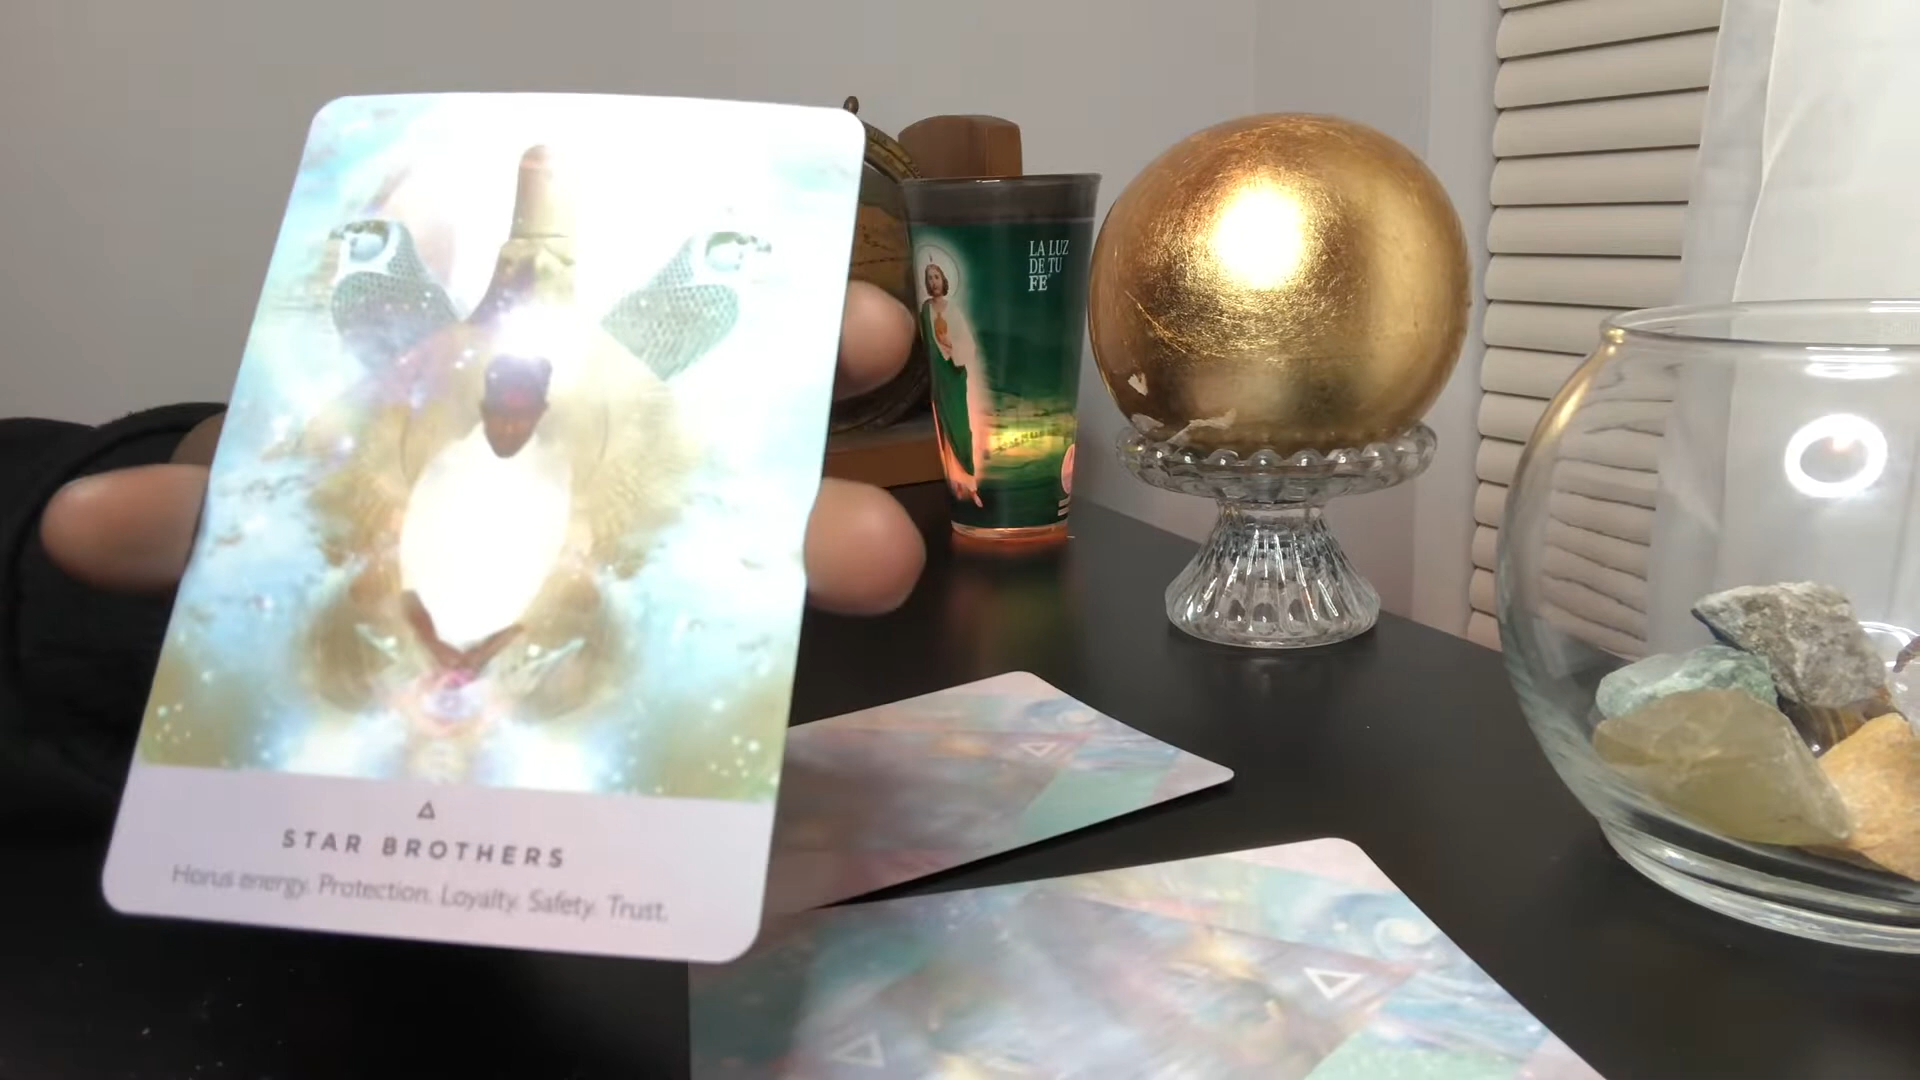 LA LUZ
DE TU
FE
STAR BROTHERS
Horus energy. Protection. Loyalty. Safety. Trust.